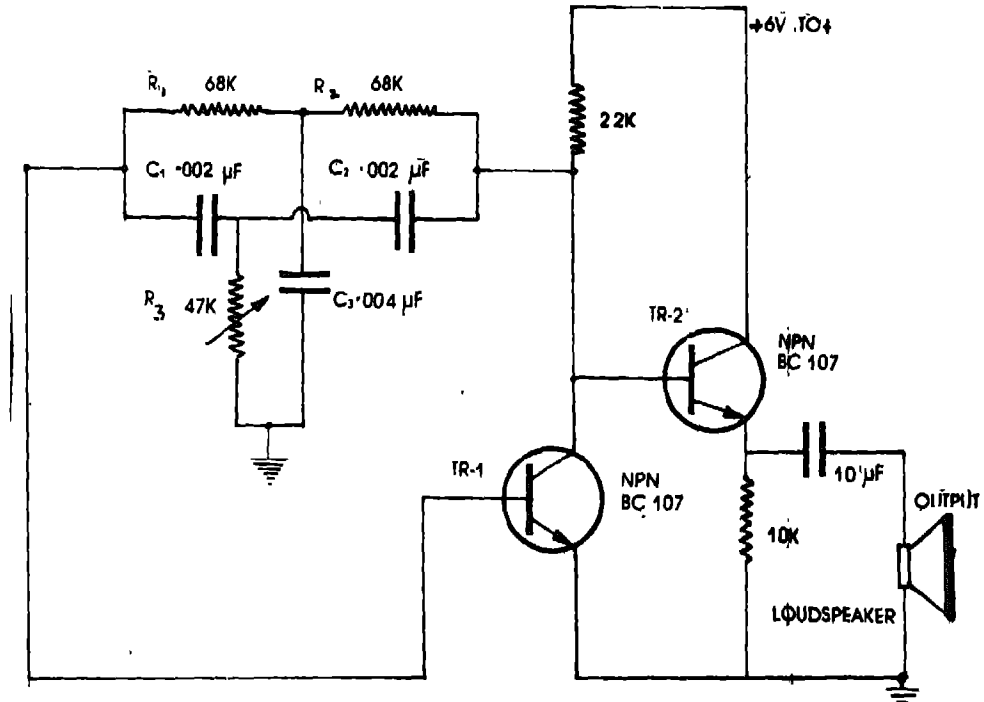 +6V .TO+
R1 68K R2 68K
22K
C1 .002 µF C2 .002 µF
R3 47K C3 .004 µF
TR-2
NPN
BC 107
TR-1
NPN
BC 107
10 µF
OUTPUT
10K
LOUDSPEAKER